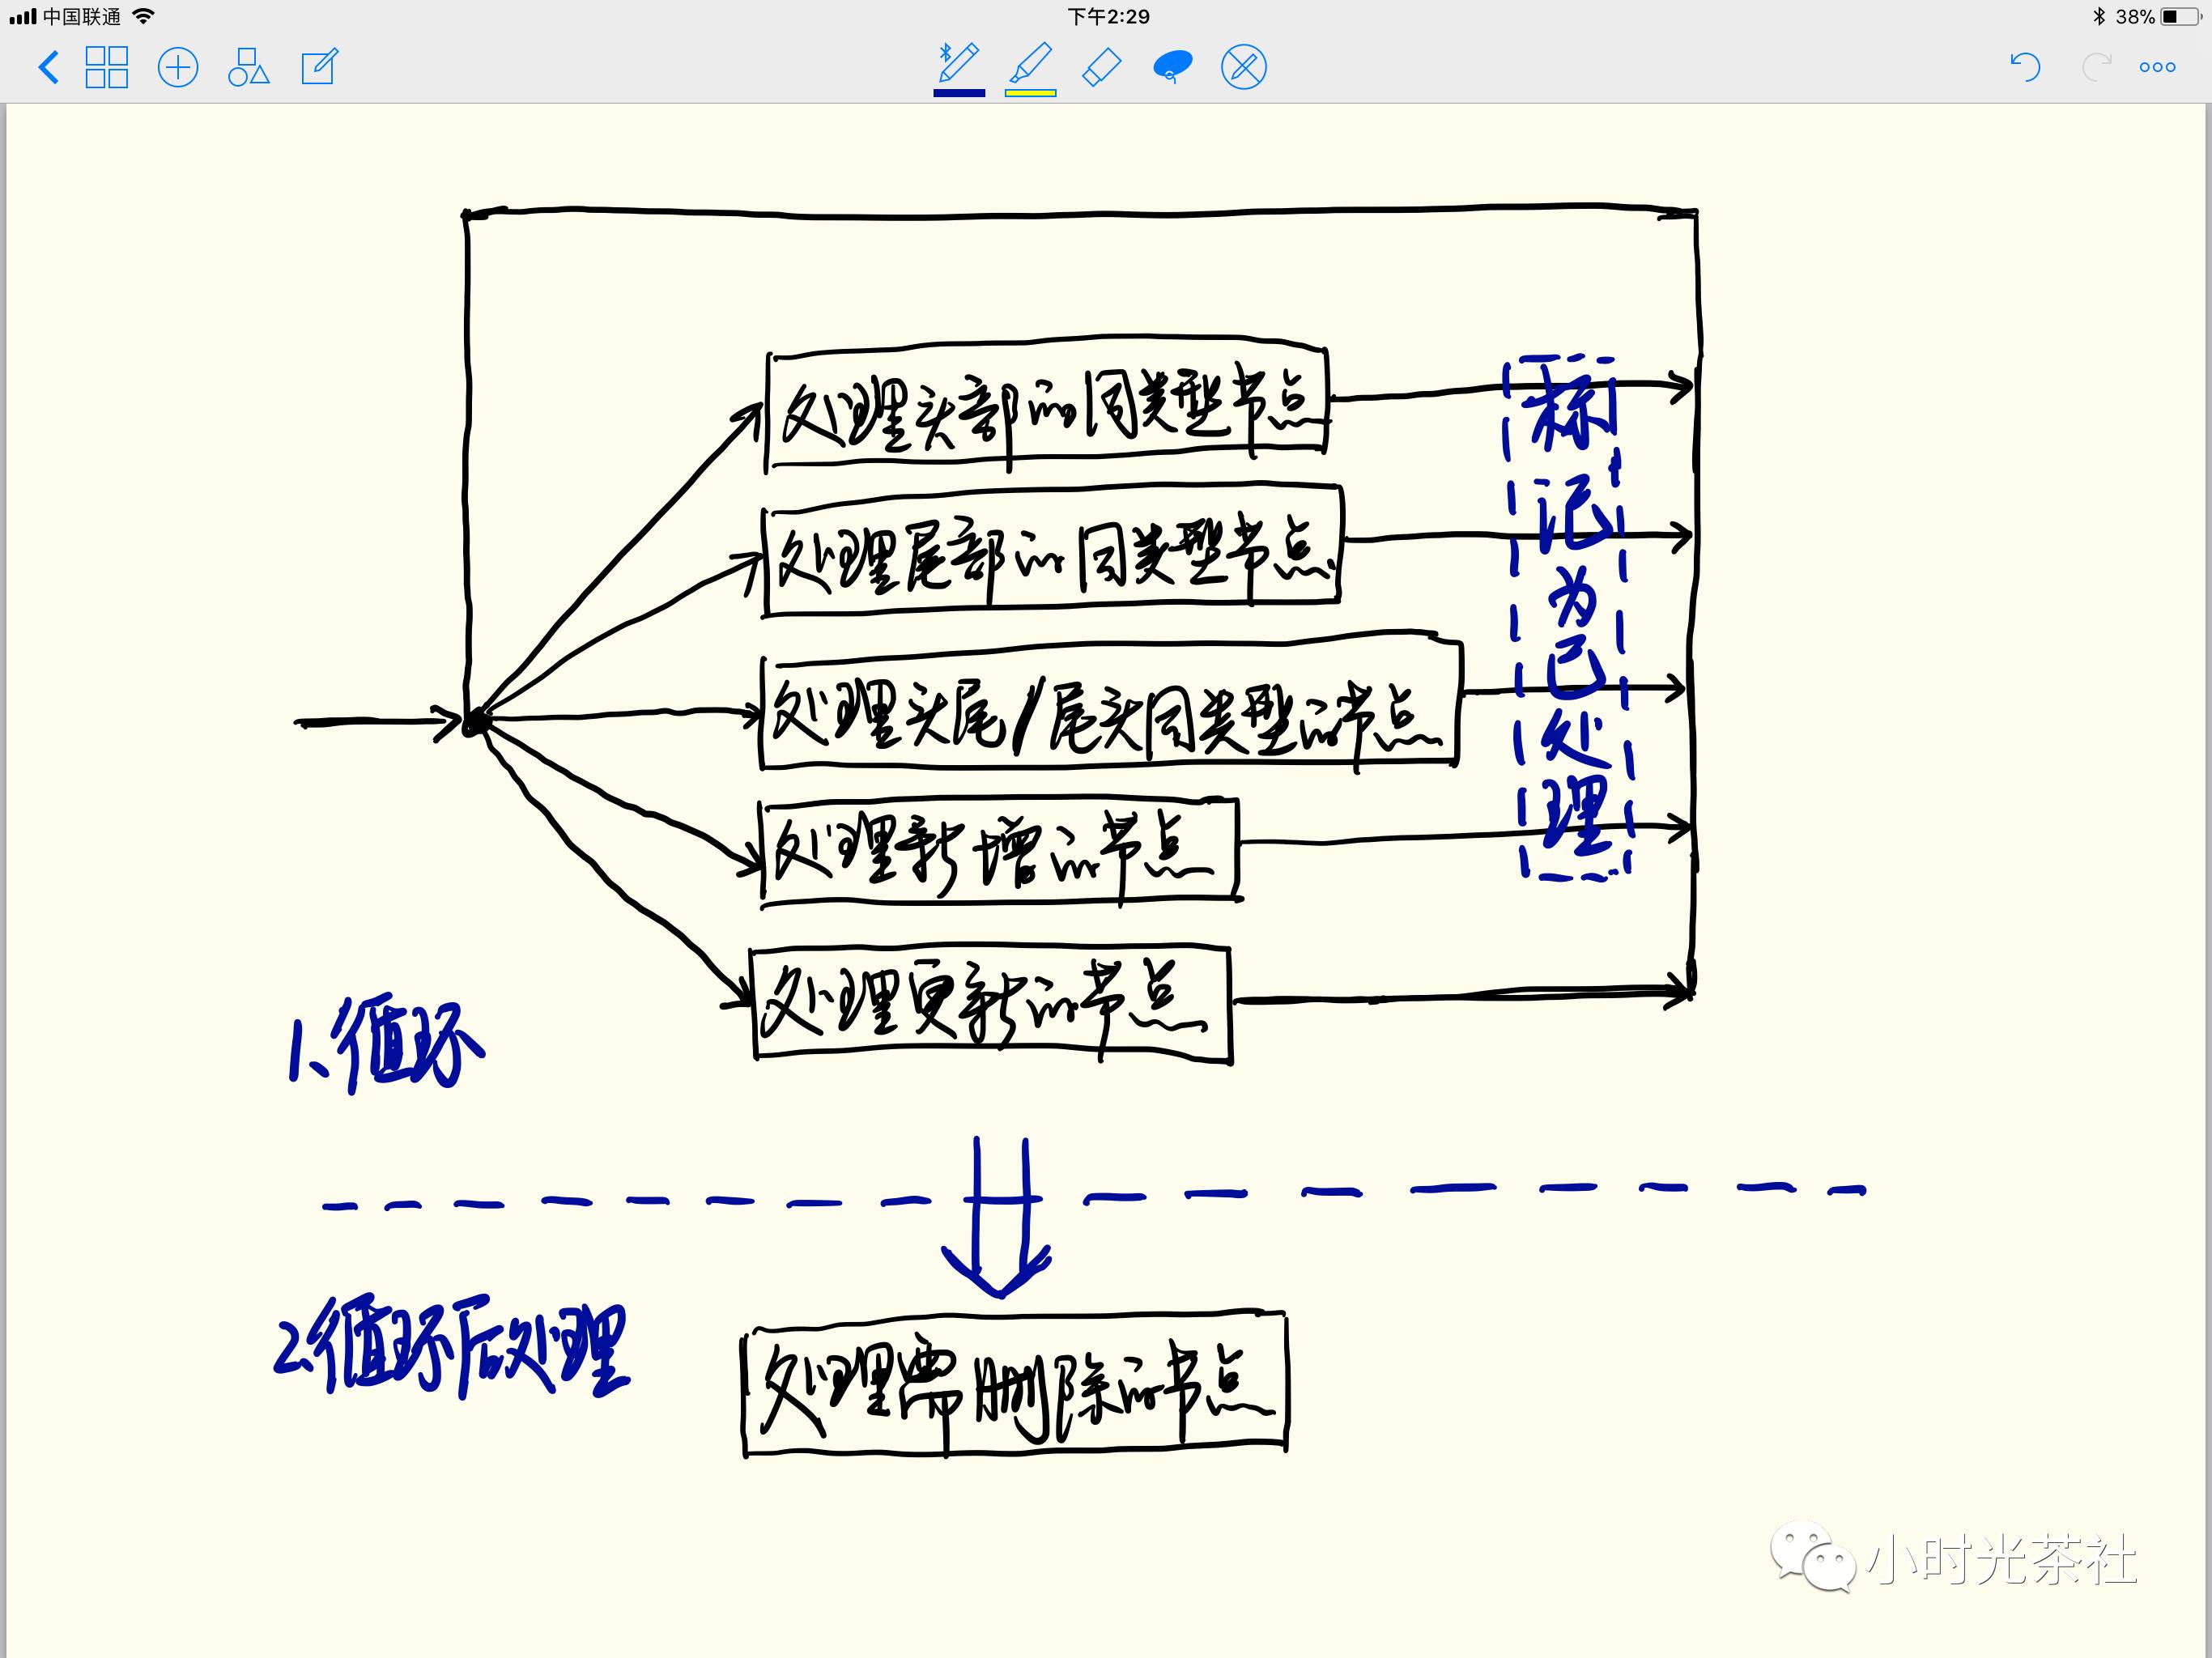 中国联通
下午2:29
38%
处理头部的同类型节点
处理尾部的同类型节点
处理头尾/尾头同类型的节点
处理新增的节点
处理更新的节点
标记为已处理
1、循环
2、循环后处理
处理需删除的节点
小时光茶社